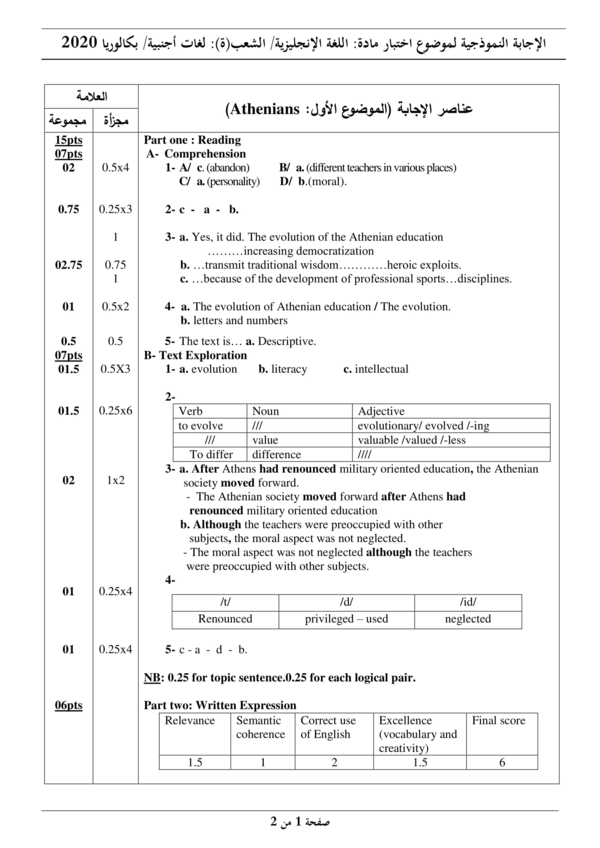 الإجابة النموذجية لموضوع اختبار مادة: اللغة الإنجليزية/ الشعب(ة): لغات أجنبية/ بكالوريا 2020
العلامة
عناصر الإجابة (الموضوع الأول: Athenians)
مجموعة مجزأة
15pts Part one : Reading
07pts A- Comprehension
02 0.5x4 1- A/ c. (abandon) B/ a. (different teachers in various places)
C/ a. (personality) D/ b.(moral).
0.75 0.25x3 2- c - a - b.
1 3- a. Yes, it did. The evolution of the Athenian education
………increasing democratization
02.75 0.75 b. …transmit traditional wisdom…………heroic exploits.
1 c. …because of the development of professional sports…disciplines.
01 0.5x2 4- a. The evolution of Athenian education / The evolution.
b. letters and numbers
0.5 0.5 5- The text is… a. Descriptive.
07pts B- Text Exploration
01.5 0.5X3 1- a. evolution b. literacy c. intellectual
2-
01.5 0.25x6 Verb Noun Adjective
to evolve /// evolutionary/ evolved /-ing
/// value valuable /valued /-less
To differ difference ////
3- a. After Athens had renounced military oriented education, the Athenian
02 1x2 society moved forward.
- The Athenian society moved forward after Athens had
renounced military oriented education
b. Although the teachers were preoccupied with other
subjects, the moral aspect was not neglected.
- The moral aspect was not neglected although the teachers
were preoccupied with other subjects.
4-
01 0.25x4 /t/ /d/ /id/
Renounced privileged – used neglected
01 0.25x4 5- c - a - d - b.
NB: 0.25 for topic sentence.0.25 for each logical pair.
06pts Part two: Written Expression
Relevance Semantic Correct use Excellence Final score
coherence of English (vocabulary and
creativity)
1.5 1 2 1.5 6
صفحة 1 من 2